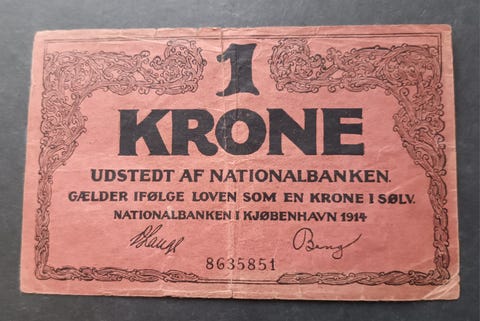 1
KRONE
UDSTEDT AF NATIONALBANKEN.
GÆLDER IFØLGE LOVEN SOM EN KRONE I SØLV.
NATIONALBANKEN I KJØBENHAVN 1914
8635851